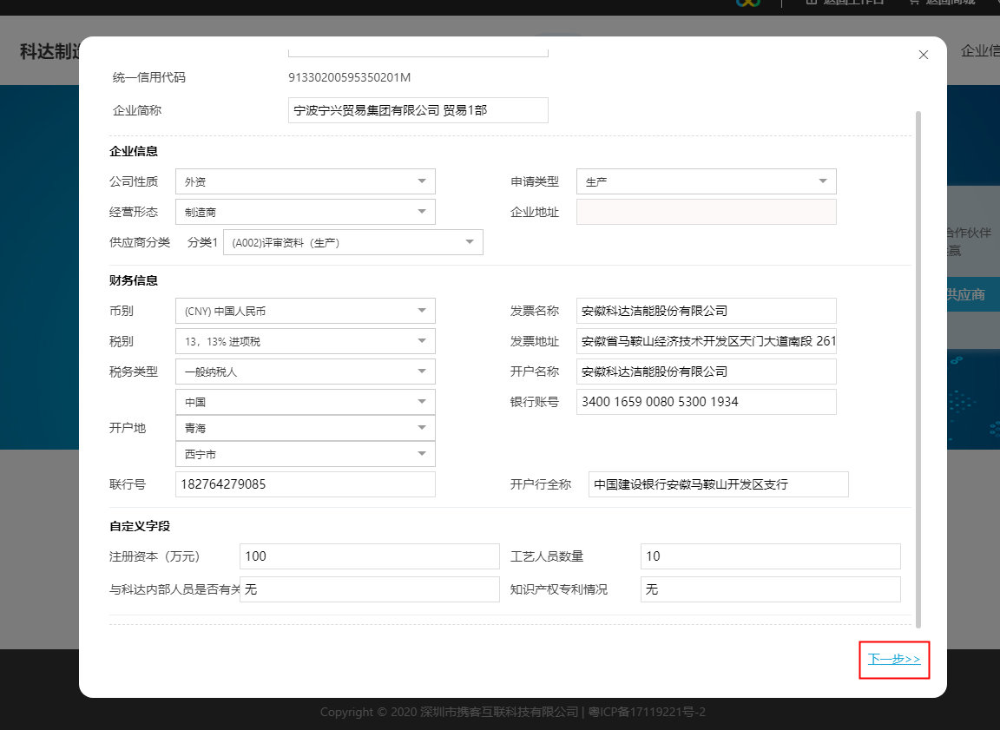 返回工作台 返回商城
科达制造
企业信
统一信用代码 91330200595350201M
企业简称 宁波宁兴贸易集团有限公司 贸易1部
企业信息
公司性质 外资 申请类型 生产
经营形态 制造商 企业地址
供应商分类 分类1 (A002)评审资料（生产）
合作伙伴
赢
财务信息
供应商
币别 (CNY) 中国人民币 发票名称 安徽科达洁能股份有限公司
税别 13，13% 进项税 发票地址 安徽省马鞍山经济技术开发区天门大道南段 261
税务类型 一般纳税人 开户名称 安徽科达洁能股份有限公司
中国 银行账号 3400 1659 0080 5300 1934
开户地 青海
西宁市
联行号 182764279085 开户行全称 中国建设银行安徽马鞍山开发区支行
自定义字段
注册资本（万元） 100 工艺人员数量 10
与科达内部人员是否有关 无 知识产权专利情况 无
下一步>>
Copyright © 2020 深圳市携客互联科技有限公司 | 粤ICP备17119221号-2